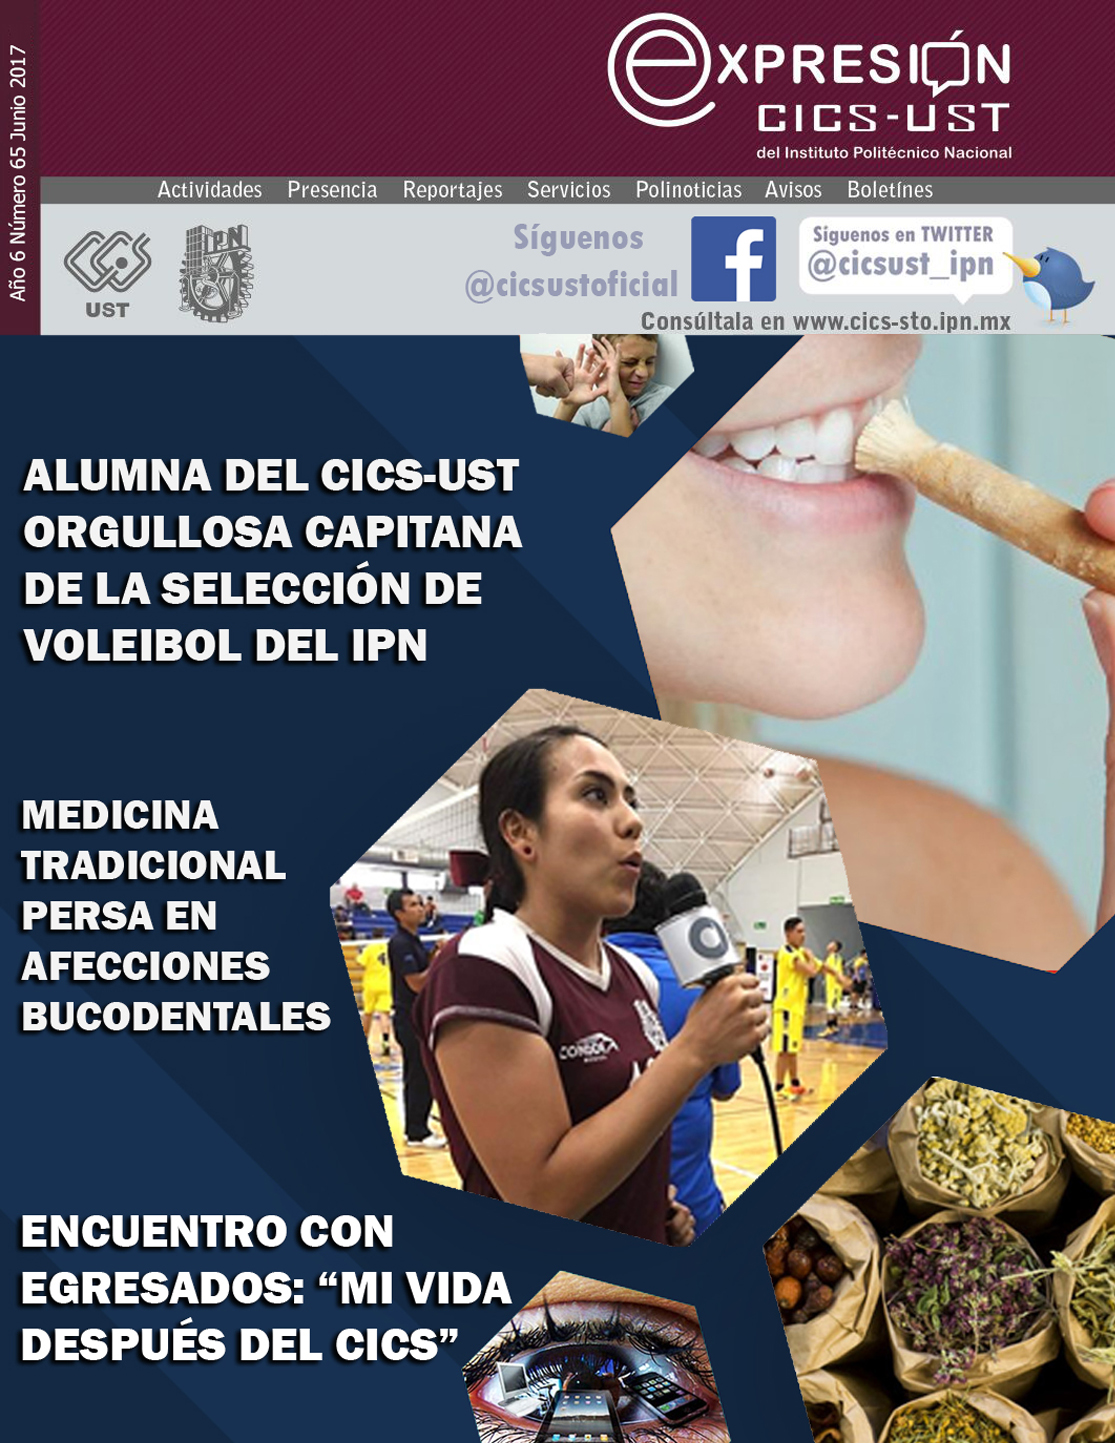 Año 6 Número 65 Junio 2017
eXPRESIÓN
CICS-UST
del Instituto Politécnico Nacional
Actividades Presencia Reportajes Servicios Polinoticias Avisos Boletínes
CICS
UST
IPN
Síguenos
@cicsustoficial
f
Síguenos en TWITTER
@cicsust_ipn
Consúltala en www.cics-sto.ipn.mx
ALUMNA DEL CICS-UST
ORGULLOSA CAPITANA
DE LA SELECCIÓN DE
VOLEIBOL DEL IPN
MEDICINA
TRADICIONAL
PERSA EN
AFECCIONES
BUCODENTALES
CONDOLA
ENCUENTRO CON
EGRESADOS: “MI VIDA
DESPUÉS DEL CICS”